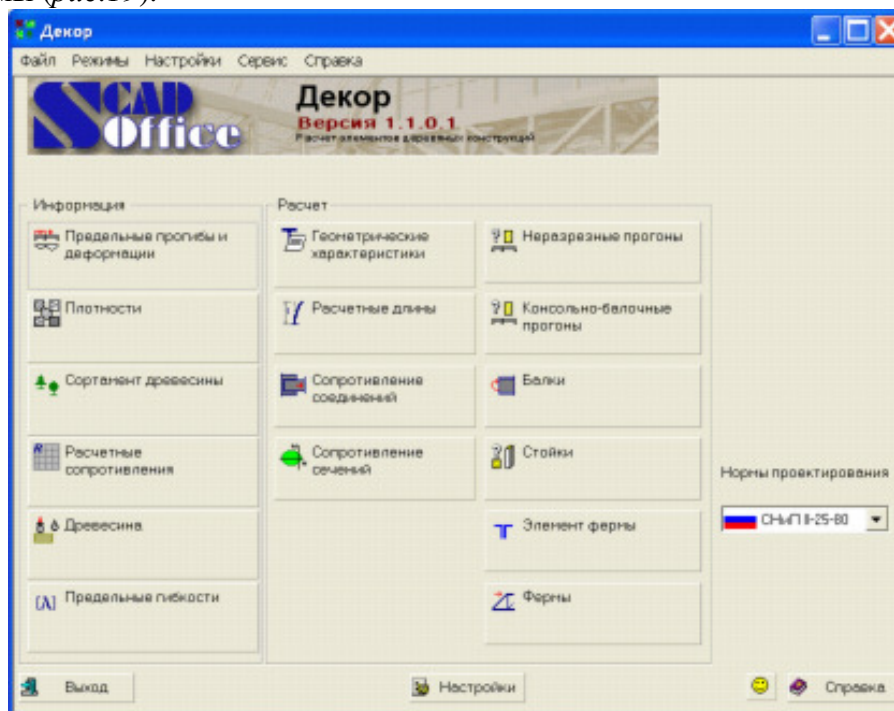 (рис.19).
Декор
Файл Режимы Настройки Сервис Справка
SCAD
Office
Декор
Версия 1.1.0.1
Расчет элементов деревянных конструкций
Информация
Предельные прогибы и
деформации
Плотности
Сортамент древесины
Расчетные
сопротивления
Древесина
Предельные гибкости
Расчет
Геометрические
характеристики
Расчетные длины
Сопротивление
соединений
Сопротивление
сечений
Неразрезные прогоны
Консольно-балочные
прогоны
Балки
Стойки
Элемент фермы
Фермы
Нормы проектирования
СНиП II-25-80
Выход
Настройки
Справка